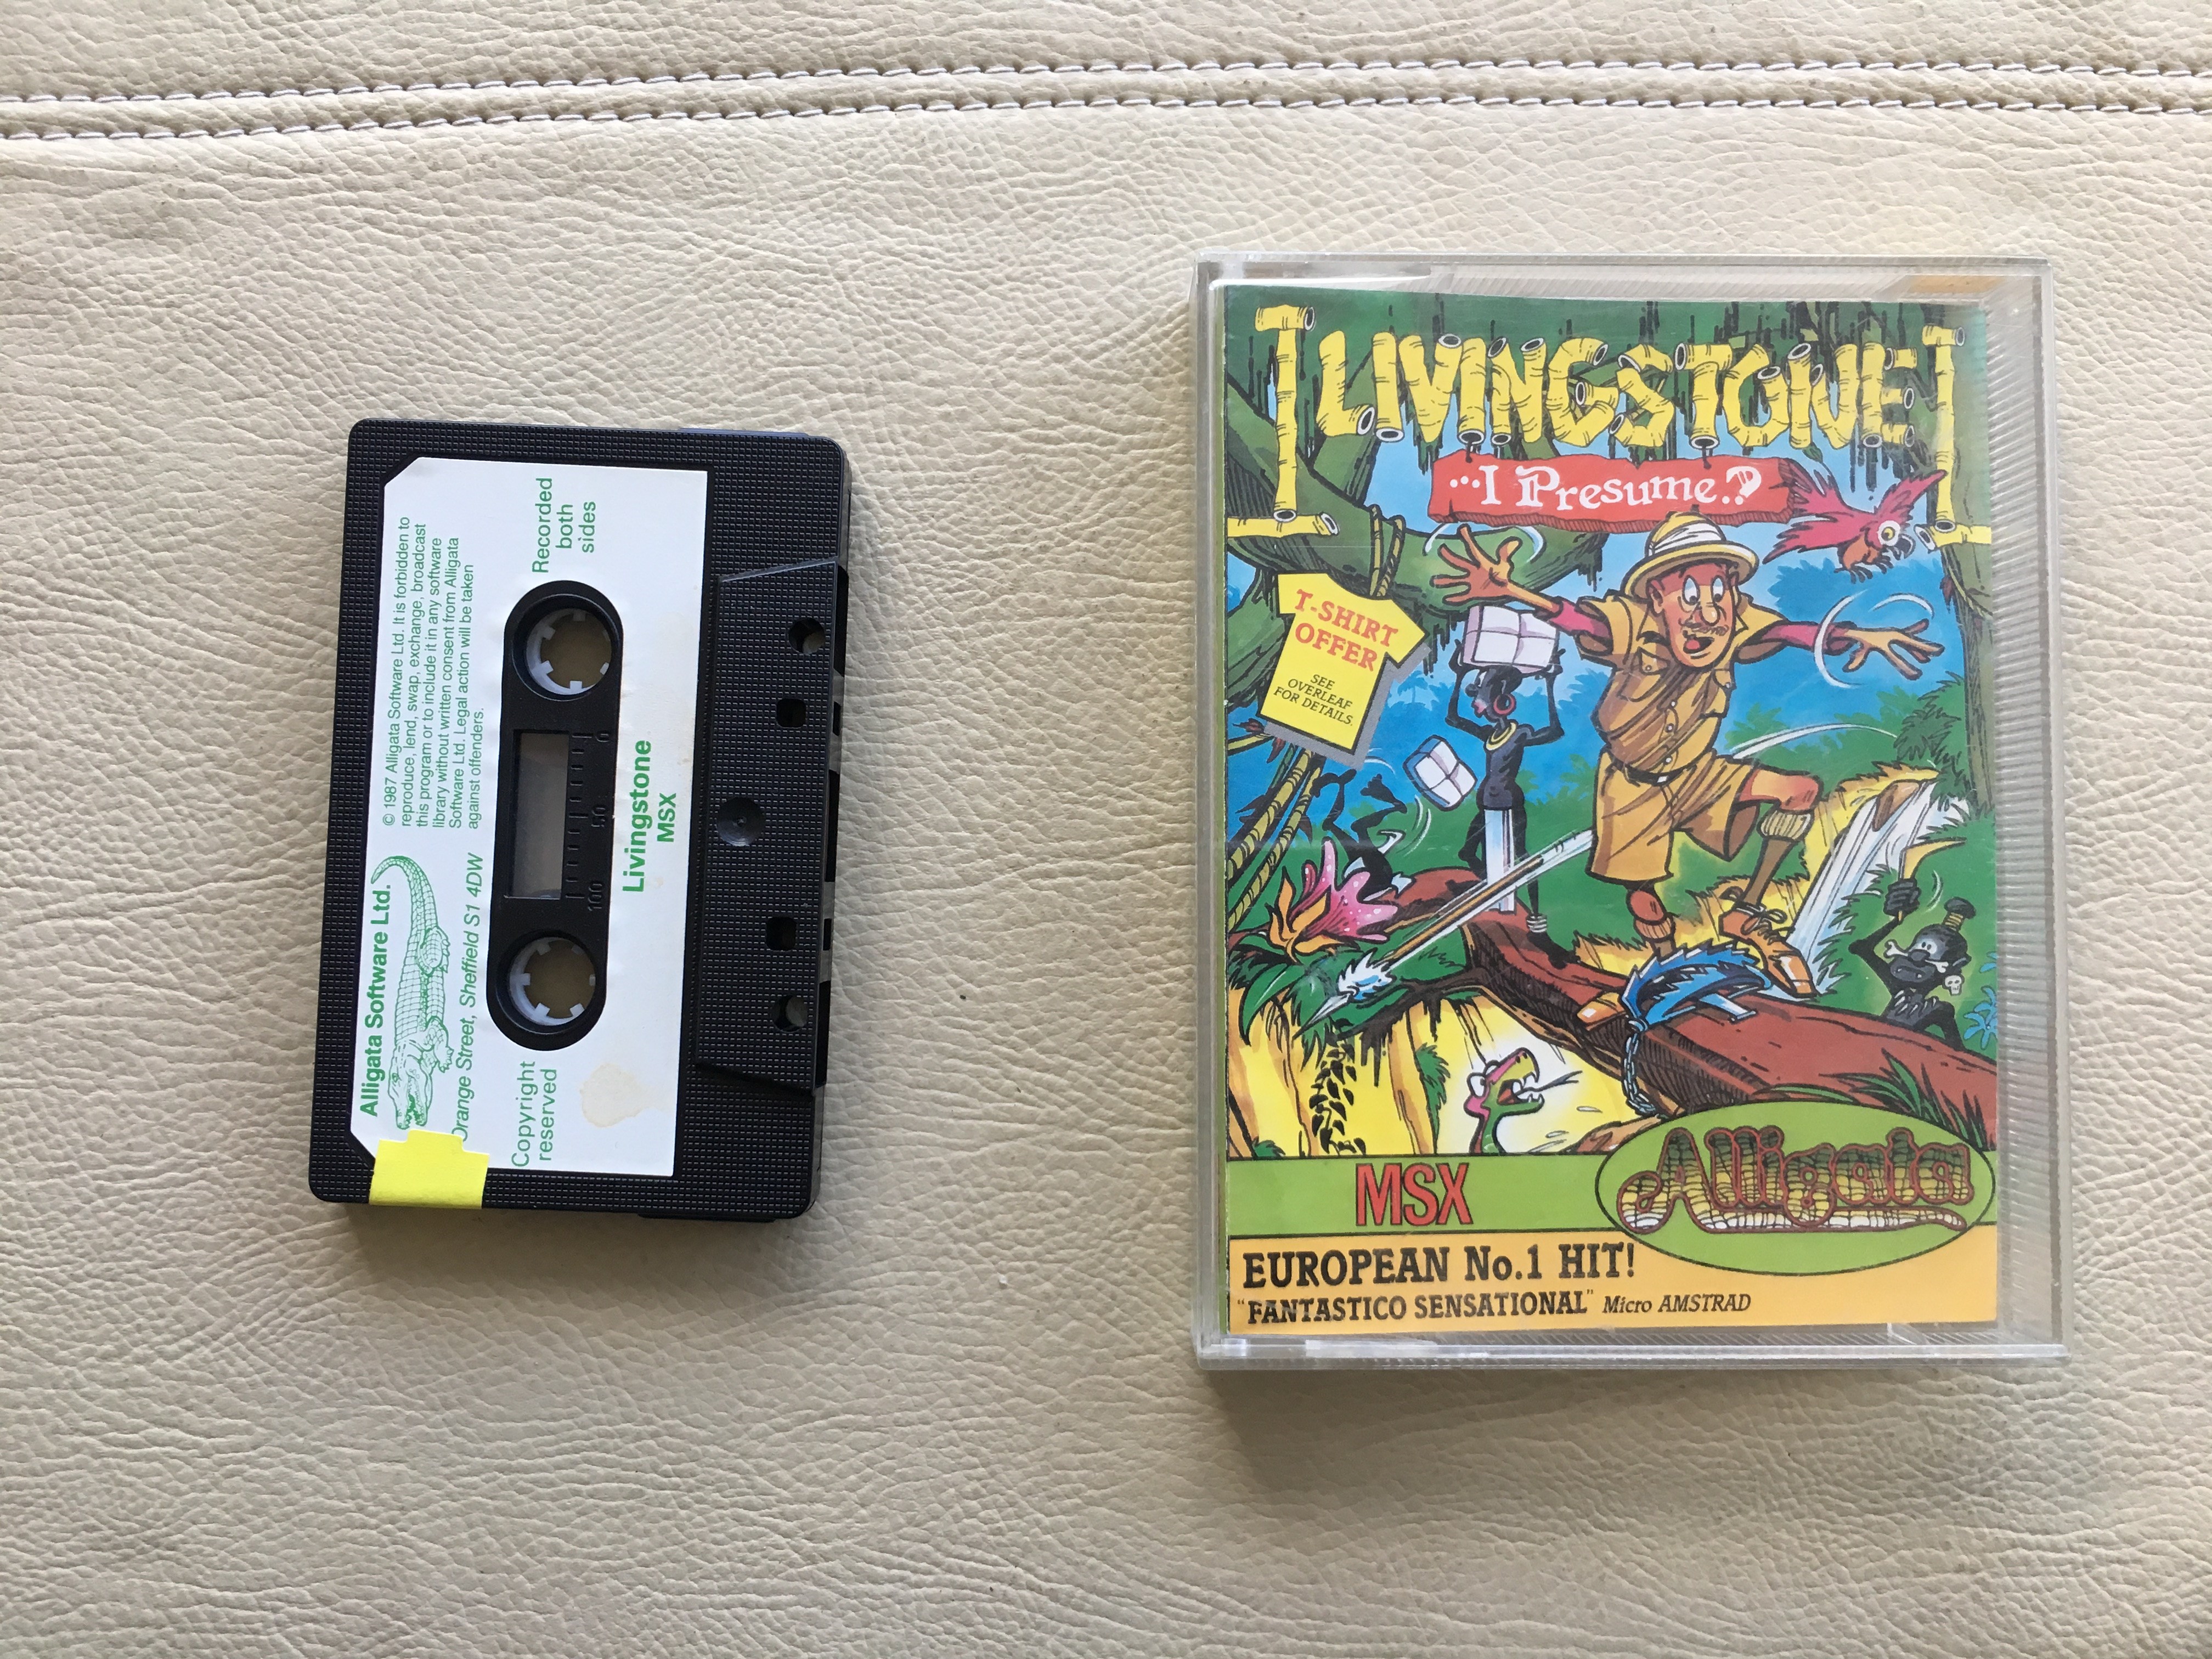 Alligata Software Ltd.
Orange Street, Sheffield S1 4DW
© 1987 Alligata Software Ltd. It is forbidden to
reproduce, lend, swap, exchange, broadcast
this program or to include it in any software
library without written consent from Alligata
Software Ltd. Legal action will be taken
against offenders.
Copyright
reserved
Recorded
both
sides
100 50 0
Livingstone
MSX
LIVINGSTONE
...I Presume.?
T-SHIRT
OFFER
SEE
OVERLEAF
FOR DETAILS.
MSX
Alligata
EUROPEAN No.1 HIT!
"FANTASTICO SENSATIONAL" Micro AMSTRAD